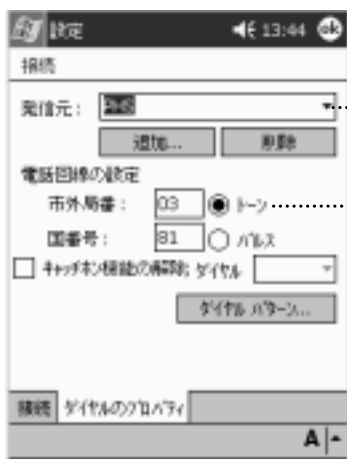 設定 13:44 ok
接続
発信元： PHS
追加... 削除
電話回線の設定
市外局番： 03 トーン
国番号： 81 パルス
キャッチホン機能の解除: ダイヤル
ダイヤル パターン...
接続 ダイヤルのプロパティ
A